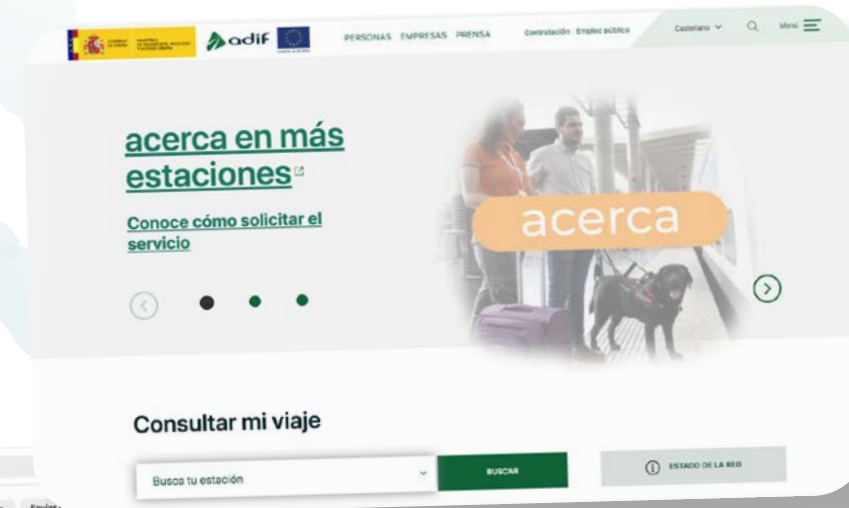 adif
PERSONAS EMPRESAS PRENSA
Contratación Empleo público
Castellano
Menú
acerca en más
estaciones
Conoce cómo solicitar el
servicio
acerca
Consultar mi viaje
Busca tu estación
BUSCAR
ESTADO DE LA RED